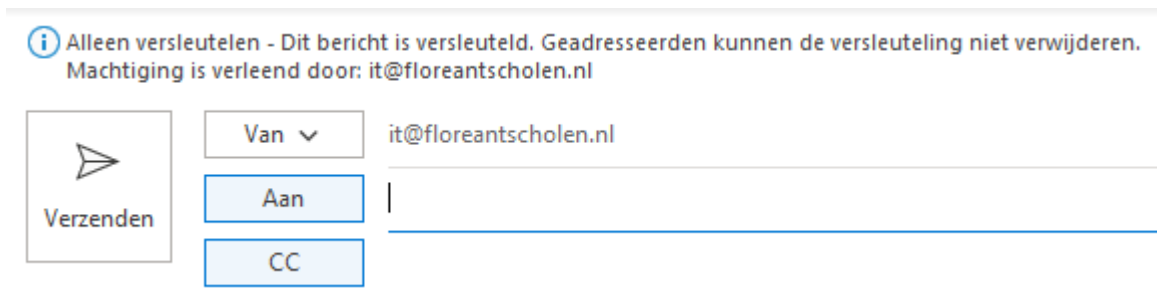 Alleen versleutelen - Dit bericht is versleuteld. Geadresseerden kunnen de versleuteling niet verwijderen.
Machtiging is verleend door: it@floreantscholen.nl
Van it@floreantscholen.nl
Aan
Verzenden
CC